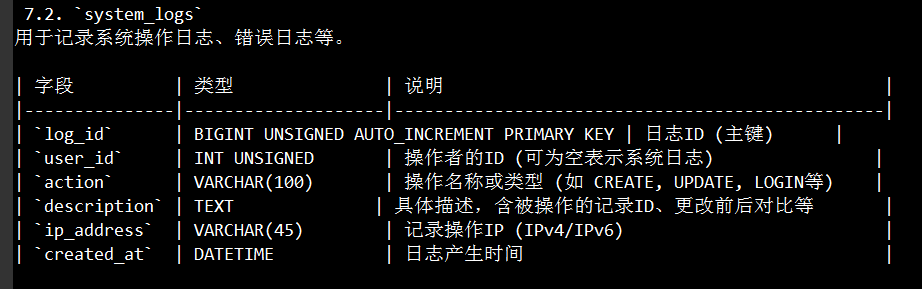 7.2. `system_logs`
用于记录系统操作日志、错误日志等。
| 字段 | 类型 | 说明 |
|---------------|-------------------|----------------------------------------------|
| `log_id` | BIGINT UNSIGNED AUTO_INCREMENT PRIMARY KEY | 日志ID (主键) |
| `user_id` | INT UNSIGNED | 操作者的ID (可为空表示系统日志) |
| `action` | VARCHAR(100) | 操作名称或类型 (如 CREATE, UPDATE, LOGIN等) |
| `description` | TEXT | 具体描述，含被操作的记录ID、更改前后对比等 |
| `ip_address` | VARCHAR(45) | 记录操作IP (IPv4/IPv6) |
| `created_at` | DATETIME | 日志产生时间 |